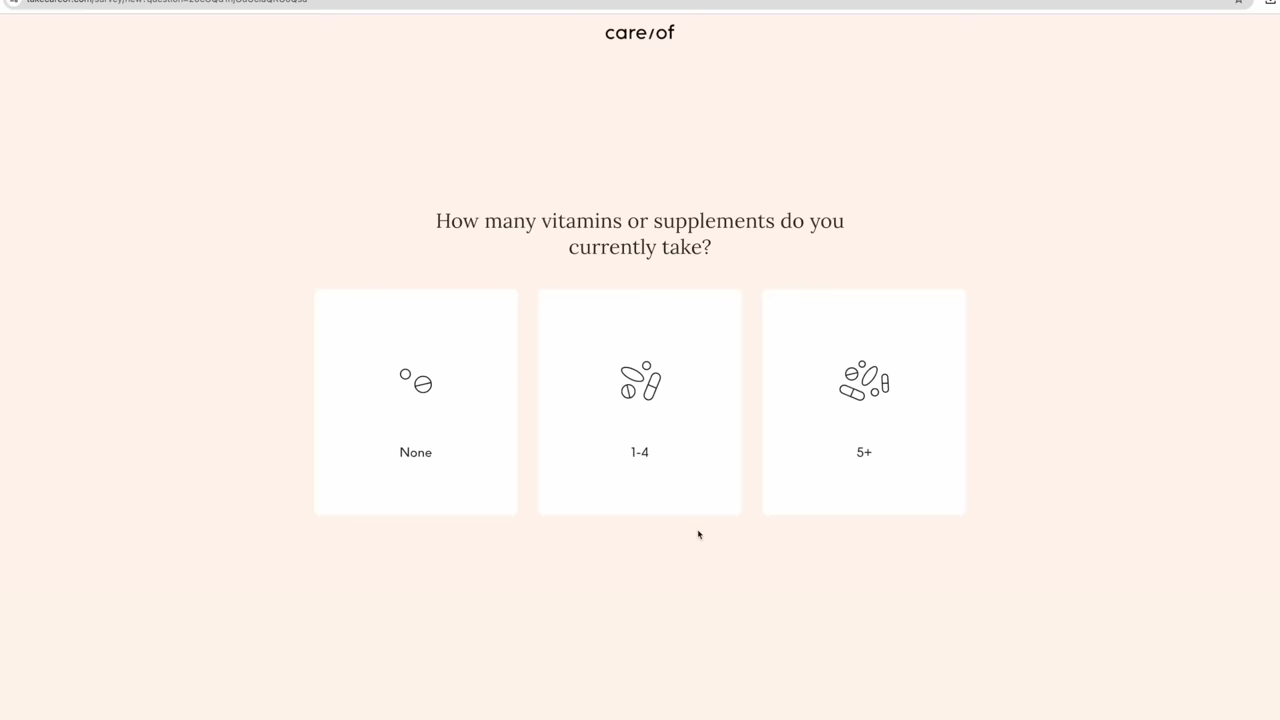 care/of
How many vitamins or supplements do you
currently take?
None
1-4
5+